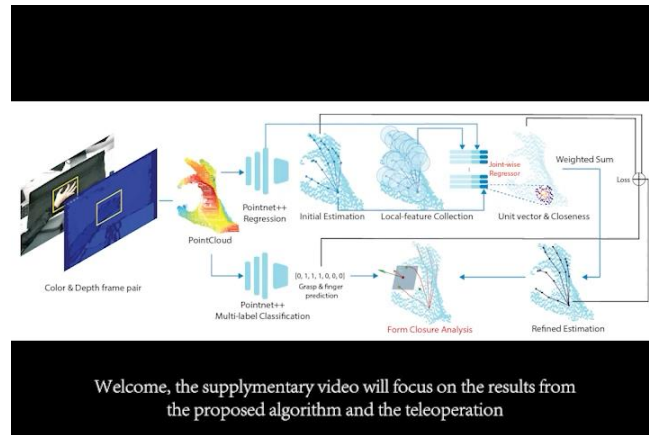 Color & Depth frame pair
PointCloud
Pointnet++
Regression
Initial Estimation
Local-feature Collection
Joint-wise
Regressor
Unit vector & Closeness
Weighted Sum
Loss
Pointnet++
Multi-label Classification
[0, 1, 1, 1, 0, 0, 0]
Grasp & finger
prediction
Form Closure Analysis
Refined Estimation
Welcome, the supplymentary video will focus on the results from
the proposed algorithm and the teleoperation